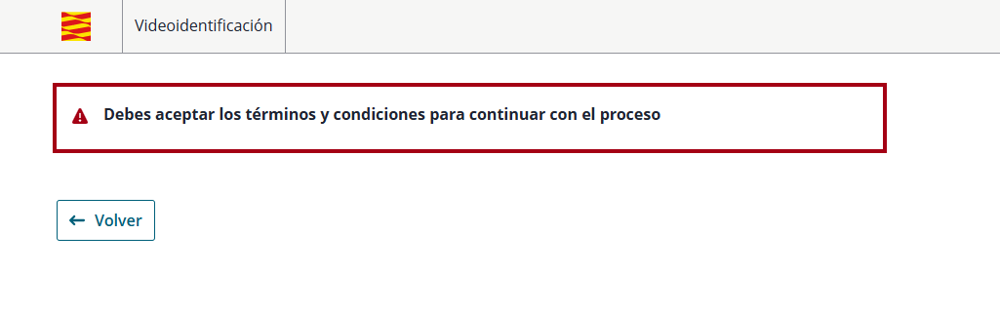 Videoidentificación
Debes aceptar los términos y condiciones para continuar con el proceso
Volver